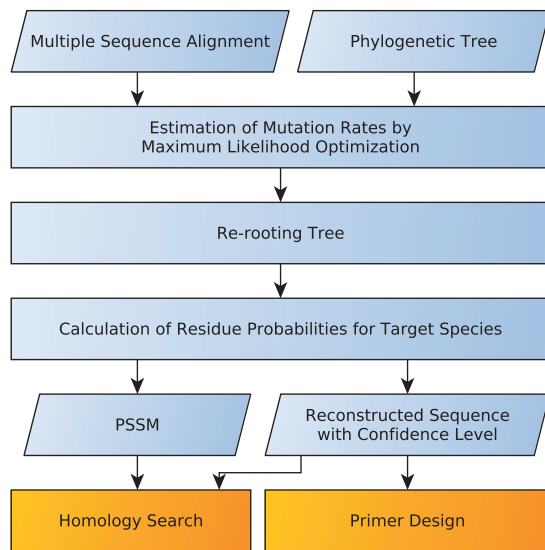 Multiple Sequence Alignment
Phylogenetic Tree
Estimation of Mutation Rates by
Maximum Likelihood Optimization
Re-rooting Tree
Calculation of Residue Probabilities for Target Species
PSSM
Reconstructed Sequence
with Confidence Level
Homology Search
Primer Design